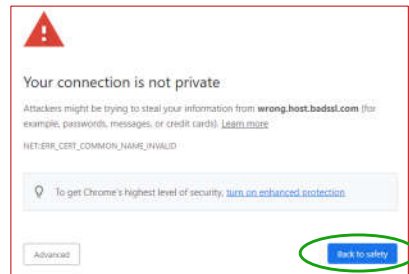 Your connection is not private
Attackers might be trying to steal your information from wrong.host.badssl.com (for
example, passwords, messages, or credit cards). Learn more
NET::ERR_CERT_COMMON_NAME_INVALID
To get Chrome's highest level of security, turn on enhanced protection
Advanced
Back to safety